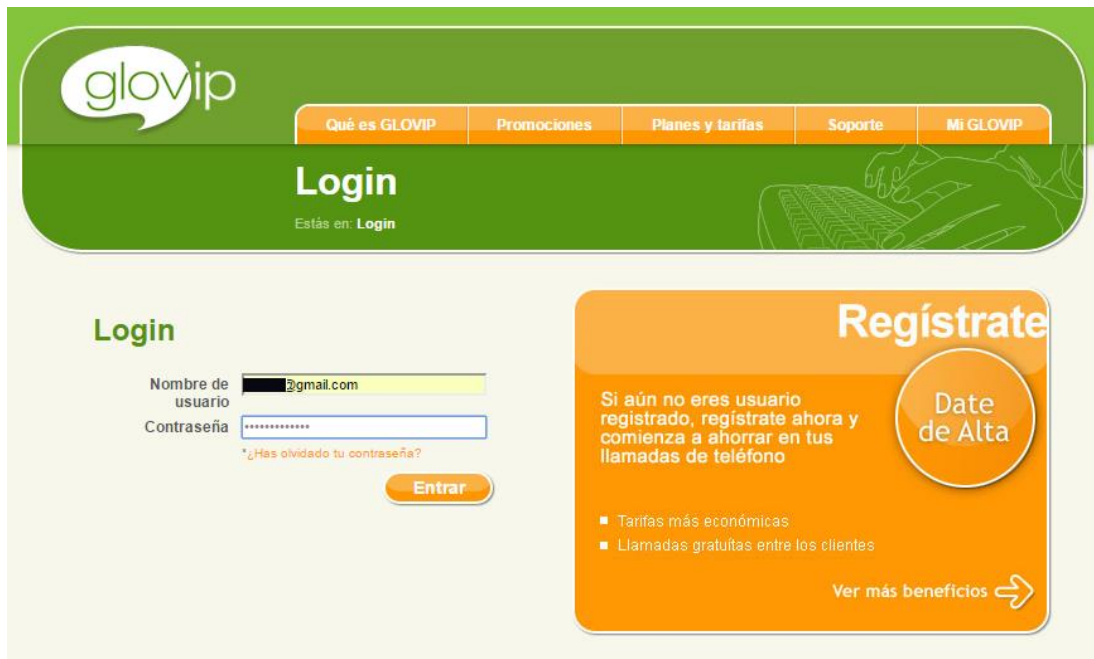 glovip
Qué es GLOVIP
Promociones
Planes y tarifas
Soporte
Mi GLOVIP
Login
Estás en: Login
Login
Nombre de
usuario
@gmail.com
Contraseña
*************
*¿Has olvidado tu contraseña?
Entrar
Regístrate
Si aún no eres usuario
registrado, regístrate ahora y
comienza a ahorrar en tus
llamadas de teléfono
Date
de Alta
Tarifas más económicas
Llamadas gratuítas entre los clientes
Ver más beneficios